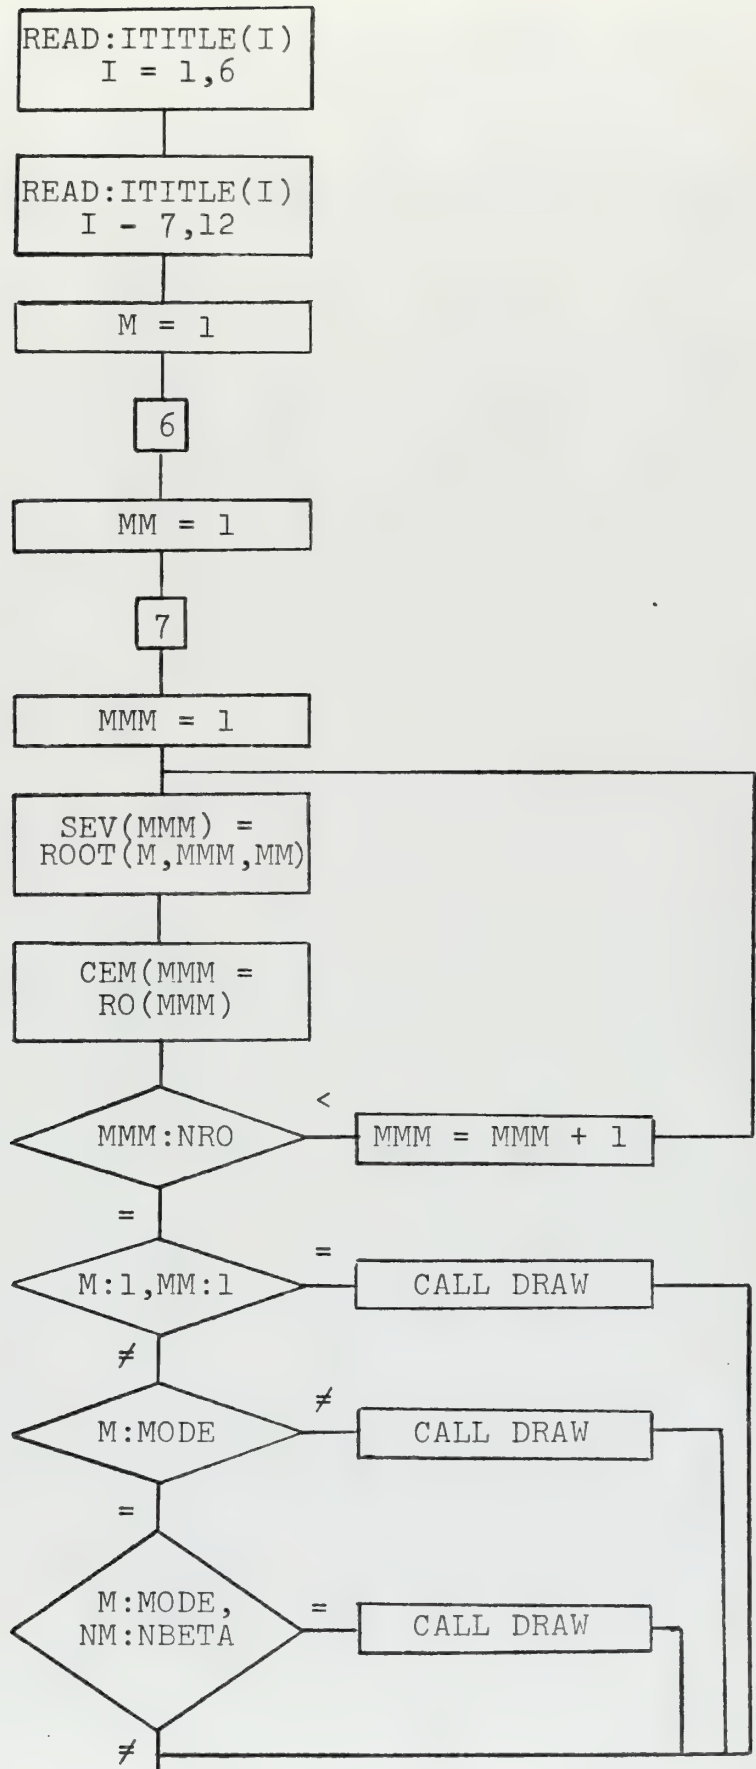 READ:ITITLE(I)
I = 1,6
READ:ITITLE(I)
I - 7,12
M = 1
6
MM = 1
7
MMM = 1
SEV(MMM) =
ROOT(M,MMM,MM)
CEM(MMM =
RO(MMM)
MMM:NRO
<
MMM = MMM + 1
=
M:1,MM:1
=
CALL DRAW
≠
M:MODE
≠
CALL DRAW
=
M:MODE,
NM:NBETA
=
CALL DRAW
≠